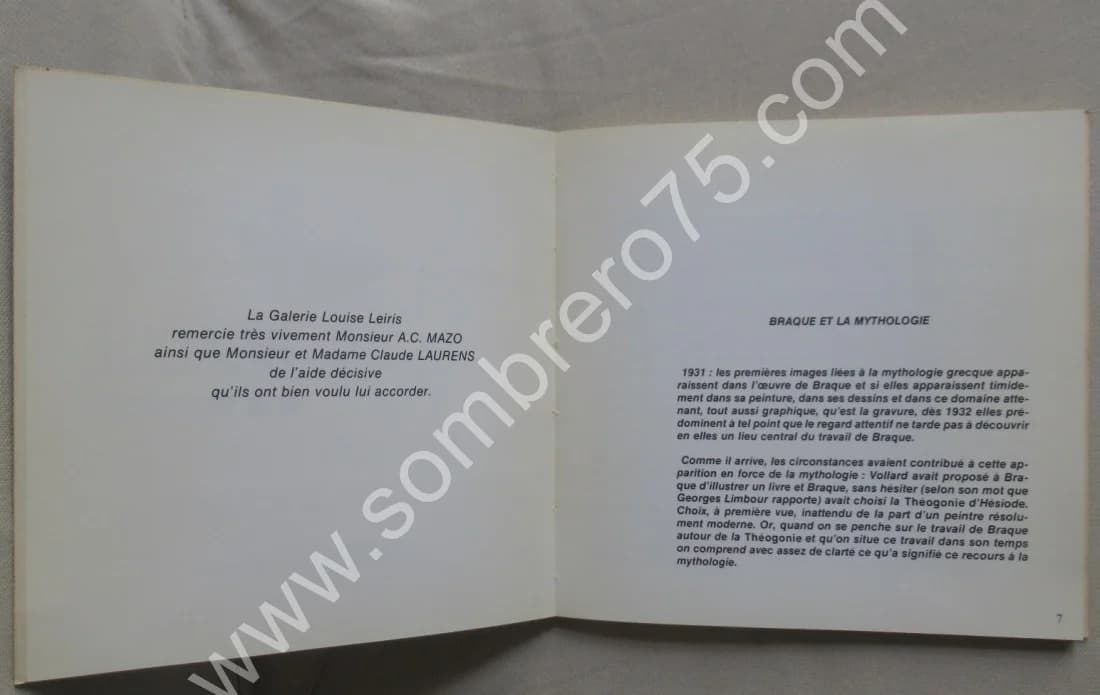 La Galerie Louise Leiris
remercie très vivement Monsieur A.C. MAZO
ainsi que Monsieur et Madame Claude LAURENS
de l'aide décisive
qu'ils ont bien voulu lui accorder.
BRAQUE ET LA MYTHOLOGIE
1931 : les premières images liées à la mythologie grecque appa-
raissent dans l'œuvre de Braque et si elles apparaissent timide-
ment dans sa peinture, dans ses dessins et dans ce domaine atte-
nant, tout aussi graphique, qu'est la gravure, dès 1932 elles pré-
dominent à tel point que le regard attentif ne tarde pas à découvrir
en elles un lieu central du travail de Braque.
Comme il arrive, les circonstances avaient contribué à cette ap-
parition en force de la mythologie : Vollard avait proposé à Bra-
que d'illustrer un livre et Braque, sans hésiter (selon son mot que
Georges Limbour rapporte) avait choisi la Théogonie d'Hésiode.
Choix, à première vue, inattendu de la part d'un peintre résolu-
ment moderne. Or, quand on se penche sur le travail de Braque
autour de la Théogonie et qu'on situe ce travail dans son temps
on comprend avec assez de clarté ce qu'a signifié ce recours à la
mythologie.
7
www.sombrero75.com